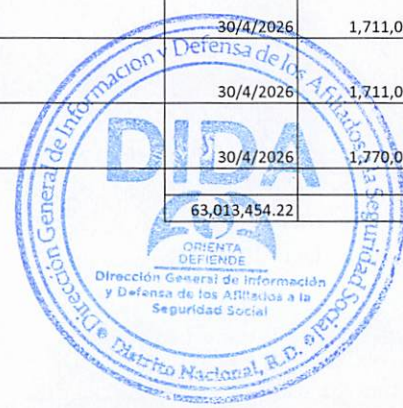 30/4/2026 1,711,0
30/4/2026 1,711,0
30/4/2026 1,770,0
63,013,454.22
Dirección General de Información y Defensa de los Afiliados a la Seguridad Social
DIDA
ORIENTA
DEFIENDE
Dirección General de Información
y Defensa de los Afiliados a la
Seguridad Social
Distrito Nacional, R.D.